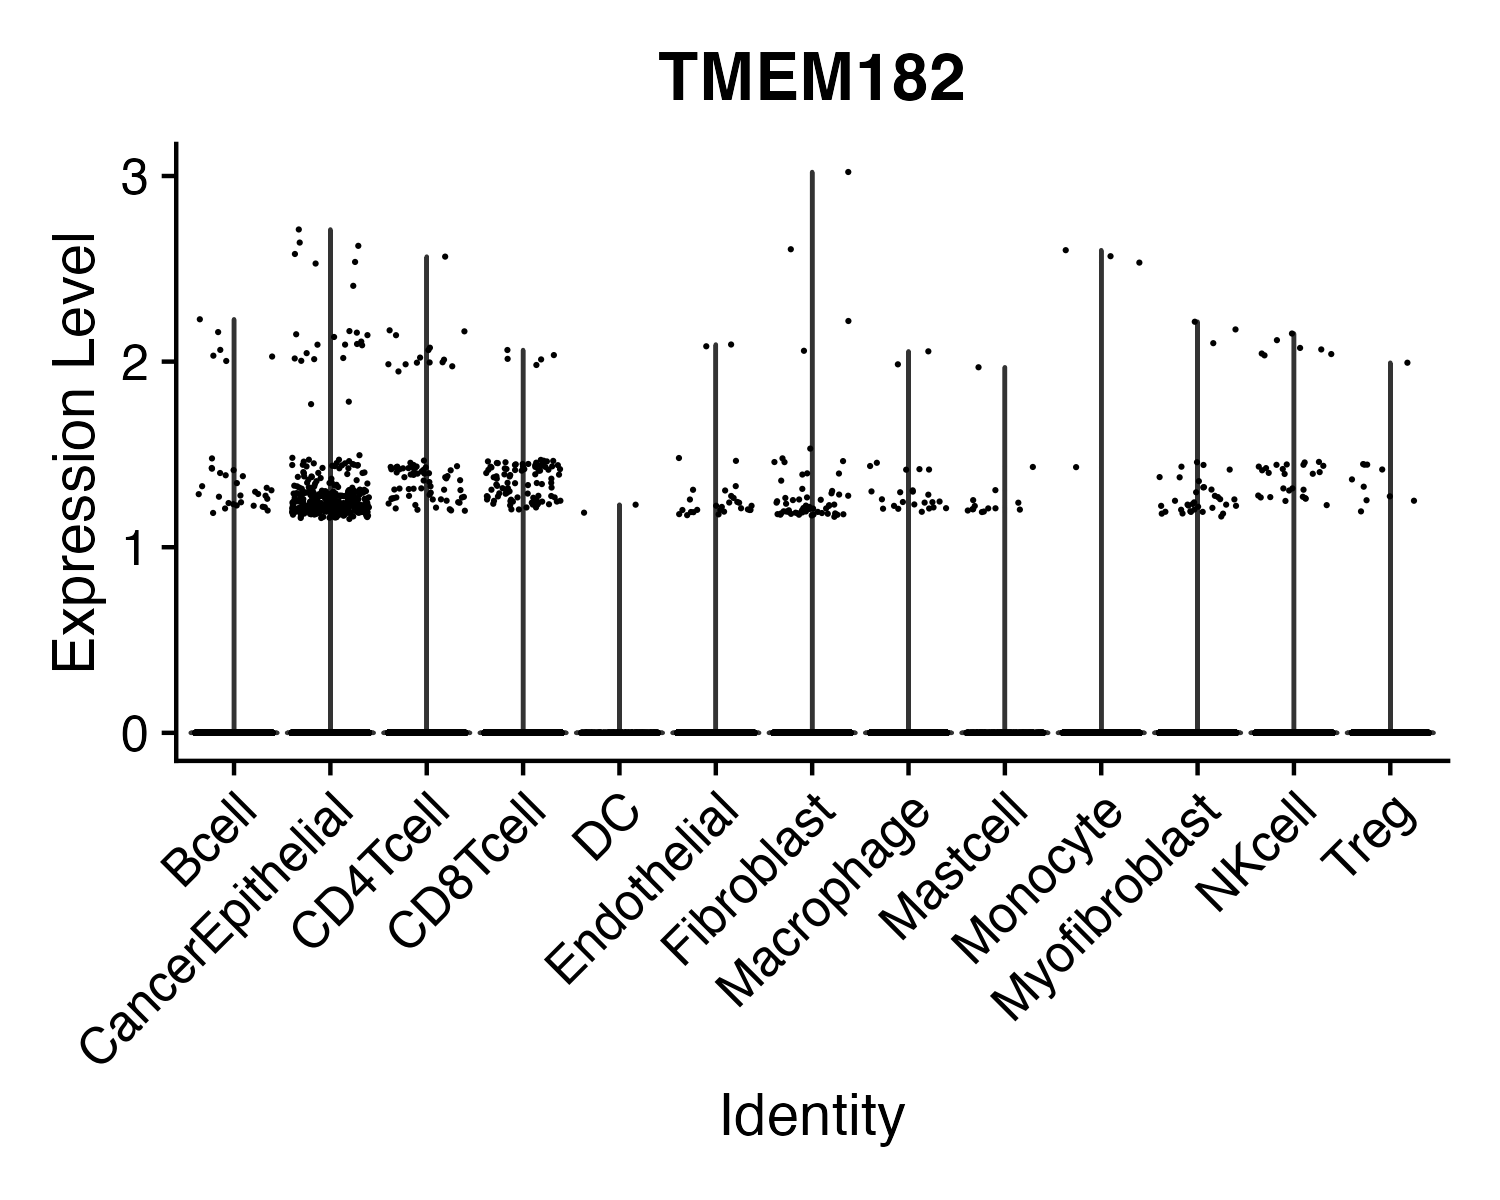 TMEM182
Expression Level
3
2
1
0
Bcell
CancerEpithelial
CD4Tcell
CD8Tcell
DC
Endothelial
Fibroblast
Macrophage
Mastcell
Monocyte
Myofibroblast
NKcell
Treg
Identity